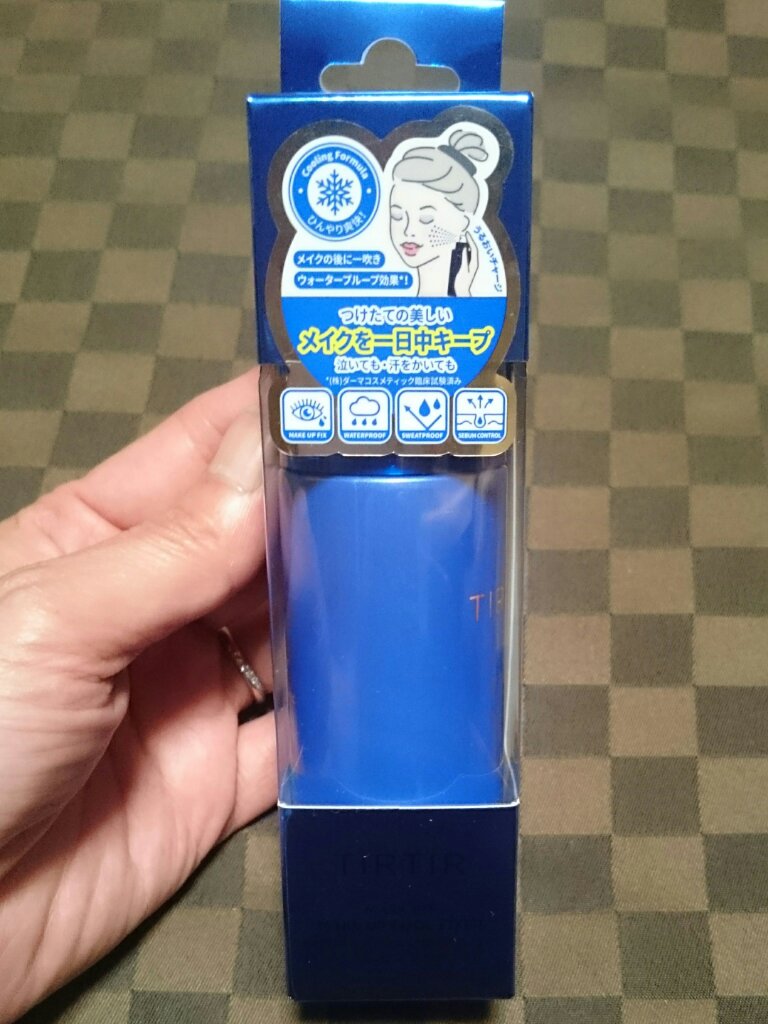 Cooling Formula
ひんやり爽快!
うるおいチャージ
メイクの後に一吹き
ウォータープルーフ効果*!
つけたての美しい
メイクを一日中キープ
泣いても・汗をかいても
*(株)ダーマコスメティック臨床試験済み
MAKE UP FIX
WATERPROOF
SWEATPROOF
SEBUM CONTROL
TIR
TIRTIR